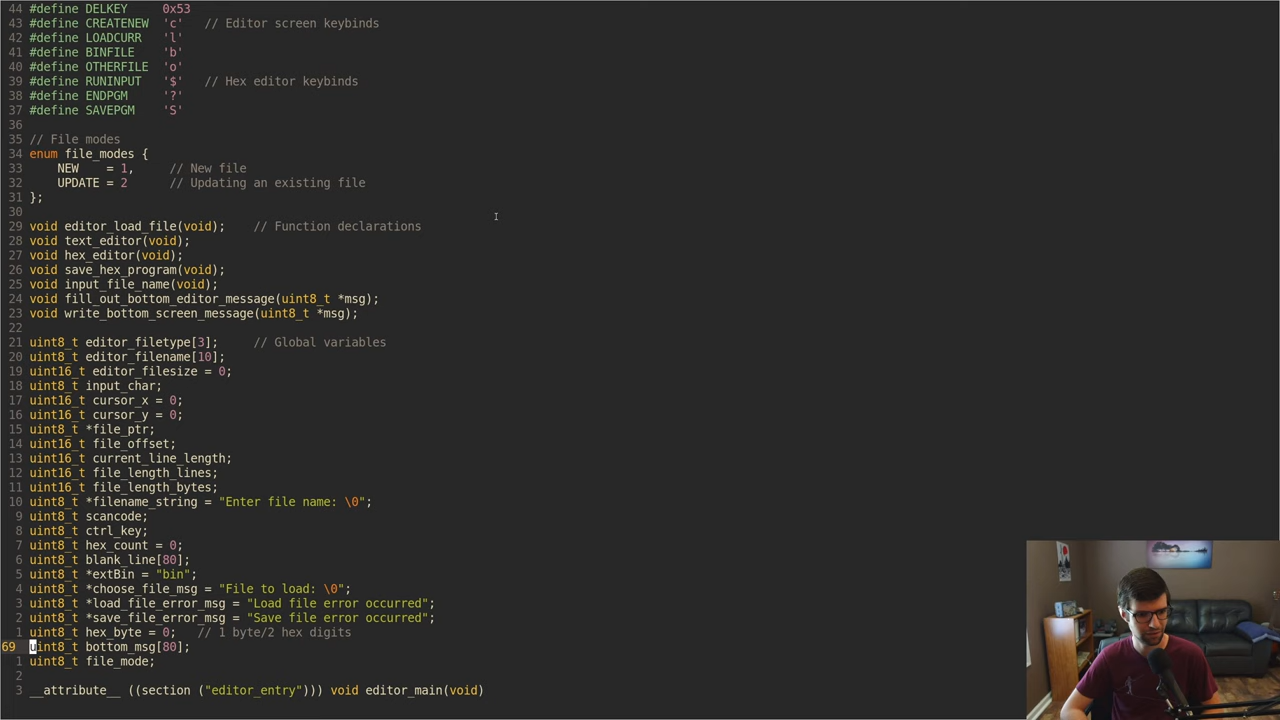 44 #define DELKEY    0x53
43 #define CREATENEW 'c'   // Editor screen keybinds
42 #define LOADCURR  'l'
41 #define BINFILE   'b'
40 #define OTHERFILE 'o'
39 #define RUNINPUT  '$'   // Hex editor keybinds
38 #define ENDPGM    '?'
37 #define SAVEPGM   'S'
36
35 // File modes
34 enum file_modes {
33     NEW    = 1,     // New file
32     UPDATE = 2      // Updating an existing file
31 };
30
29 void editor_load_file(void);    // Function declarations
28 void text_editor(void);
27 void hex_editor(void);
26 void save_hex_program(void);
25 void input_file_name(void);
24 void fill_out_bottom_editor_message(uint8_t *msg);
23 void write_bottom_screen_message(uint8_t *msg);
22
21 uint8_t editor_filetype[3];     // Global variables
20 uint8_t editor_filename[10];
19 uint16_t editor_filesize = 0;
18 uint8_t input_char;
17 uint16_t cursor_x = 0;
16 uint16_t cursor_y = 0;
15 uint8_t *file_ptr;
14 uint16_t file_offset;
13 uint16_t current_line_length;
12 uint16_t file_length_lines;
11 uint16_t file_length_bytes;
10 uint8_t *filename_string = "Enter file name: \0";
9 uint8_t scancode;
8 uint8_t ctrl_key;
7 uint8_t hex_count = 0;
6 uint8_t blank_line[80];
5 uint8_t *extBin = "bin";
4 uint8_t *choose_file_msg = "File to load: \0";
3 uint8_t *load_file_error_msg = "Load file error occurred";
2 uint8_t *save_file_error_msg = "Save file error occurred";
1 uint8_t hex_byte = 0;   // 1 byte/2 hex digits
69 uint8_t bottom_msg[80];
1 uint8_t file_mode;
2
3 __attribute__ ((section ("editor_entry"))) void editor_main(void)